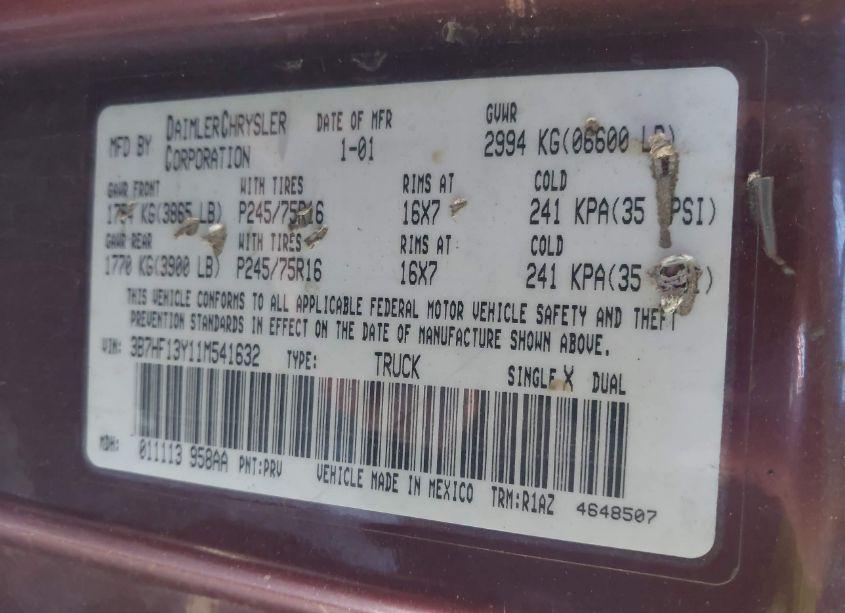 MFD BY DAIMLERCHRYSLER CORPORATION DATE OF MFR 1-01 GVWR 2994 KG(06600 LB)
GAWR FRONT WITH TIRES RIMS AT COLD
KG(3865 LB) P245/75R16 16X7 241 KPA(35 PSI)
GAWR REAR WITH TIRES RIMS AT COLD
1770 KG(3900 LB) P245/75R16 16X7 241 KPA(35 )
THIS VEHICLE CONFORMS TO ALL APPLICABLE FEDERAL MOTOR VEHICLE SAFETY AND THEFT
PREVENTION STANDARDS IN EFFECT ON THE DATE OF MANUFACTURE SHOWN ABOVE.
VIN: 3B7HF13Y11M541632 TYPE: TRUCK SINGLE X DUAL
MDH: 011113 958AA PNT:PRV VEHICLE MADE IN MEXICO TRM:R1AZ 4648507